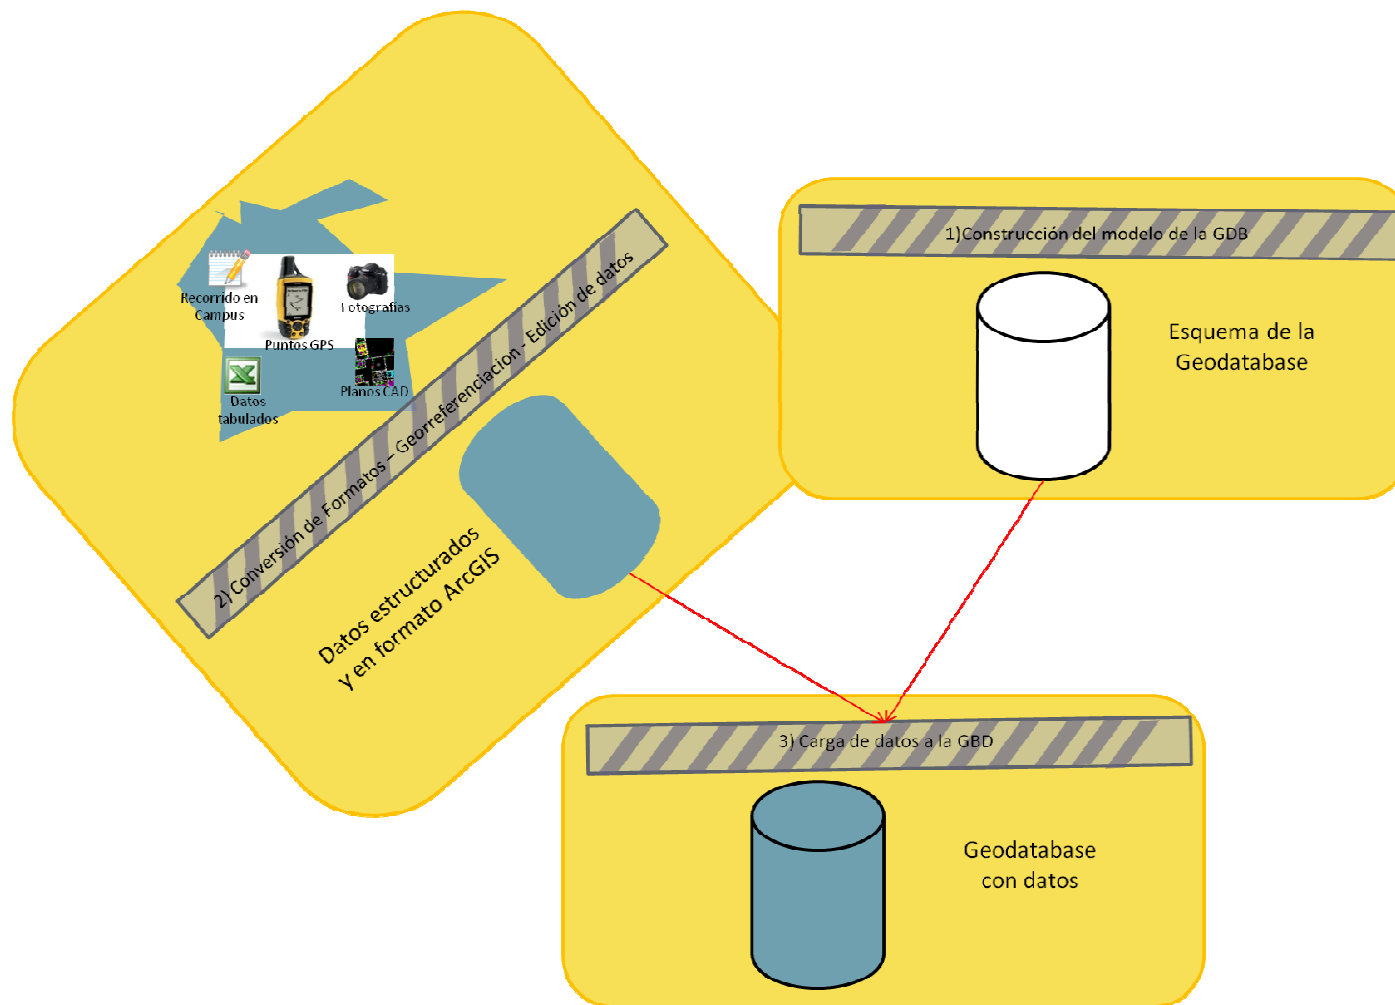 1)Construcción del modelo de la GDB
Esquema de la
Geodatabase
Recorrido en
Campus
Fotografías
Puntos GPS
Datos
tabulados
Planos CAD
2) Conversión de Formatos – Georreferenciacion - Edición de datos
Datos estructurados
y en formato ArcGIS
3) Carga de datos a la GBD
Geodatabase
con datos